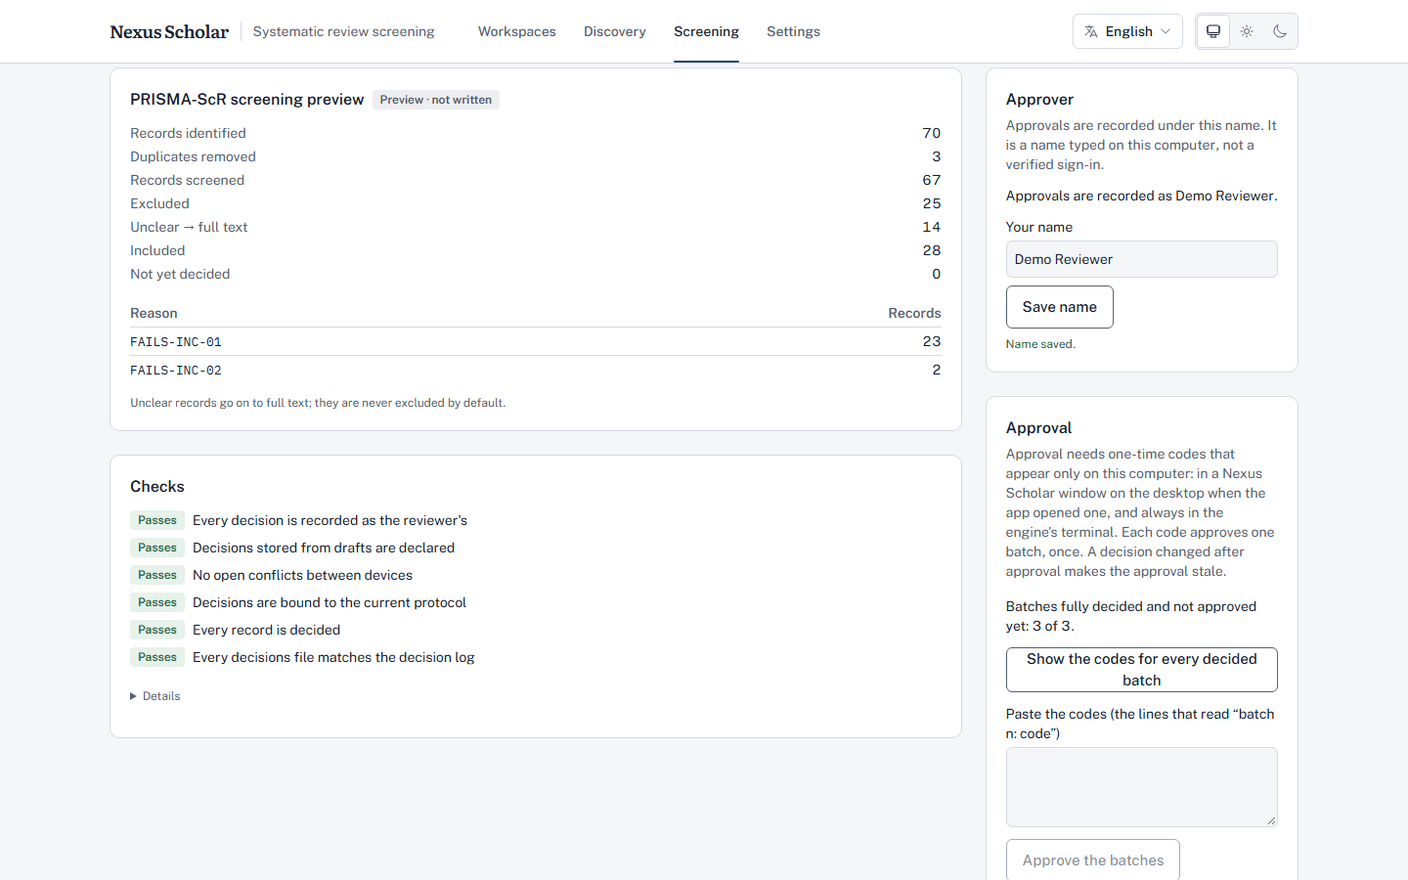 Nexus Scholar Systematic review screening Workspaces Discovery Screening Settings English
PRISMA-ScR screening preview Preview · not written
Records identified 70
Duplicates removed 3
Records screened 67
Excluded 25
Unclear → full text 14
Included 28
Not yet decided 0
Reason Records
FAILS-INC-01 23
FAILS-INC-02 2
Unclear records go on to full text; they are never excluded by default.
Checks
Passes Every decision is recorded as the reviewer's
Passes Decisions stored from drafts are declared
Passes No open conflicts between devices
Passes Decisions are bound to the current protocol
Passes Every record is decided
Passes Every decisions file matches the decision log
Details
Approver
Approvals are recorded under this name. It
is a name typed on this computer, not a
verified sign-in.
Approvals are recorded as Demo Reviewer.
Your name
Demo Reviewer
Save name
Name saved.
Approval
Approval needs one-time codes that
appear only on this computer: in a Nexus
Scholar window on the desktop when the
app opened one, and always in the
engine's terminal. Each code approves one
batch, once. A decision changed after
approval makes the approval stale.
Batches fully decided and not approved
yet: 3 of 3.
Show the codes for every decided
batch
Paste the codes (the lines that read “batch
n: code”)
Approve the batches